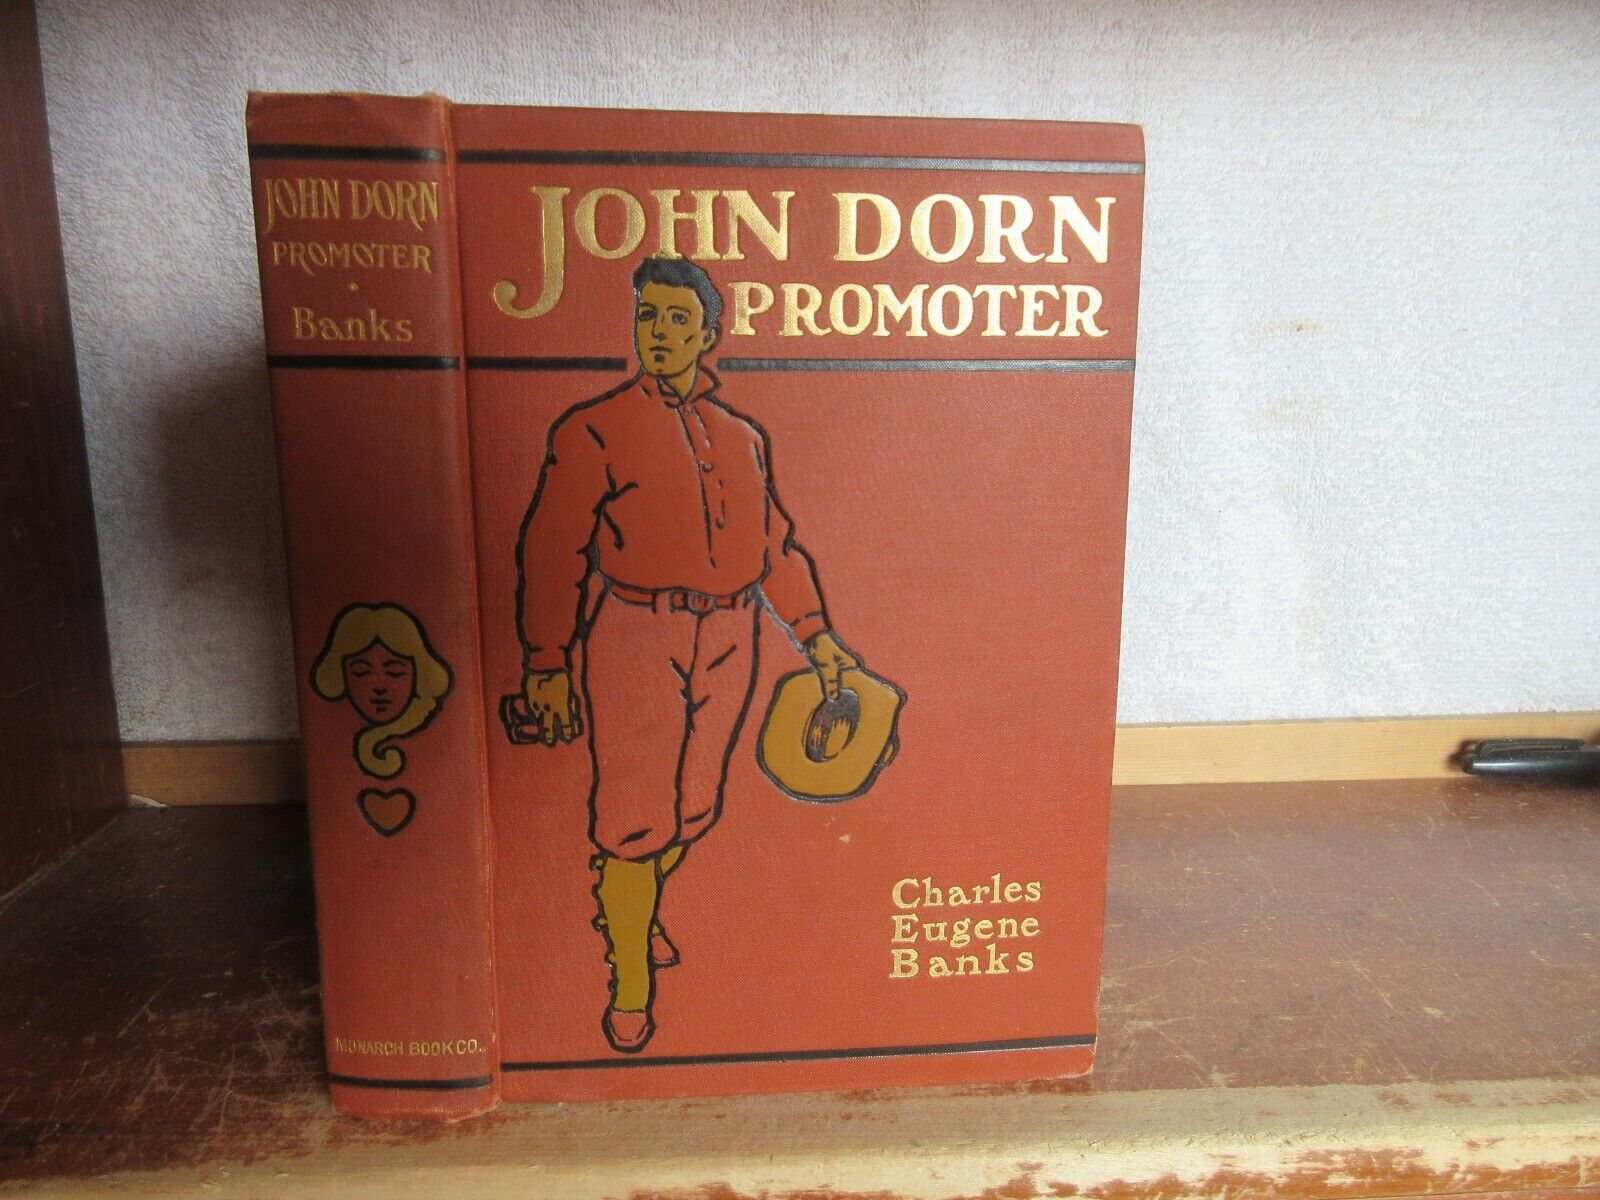 JOHN DORN
PROMOTER
Banks
MONARCH BOOK CO.
JOHN DORN
PROMOTER
Charles
Eugene
Banks